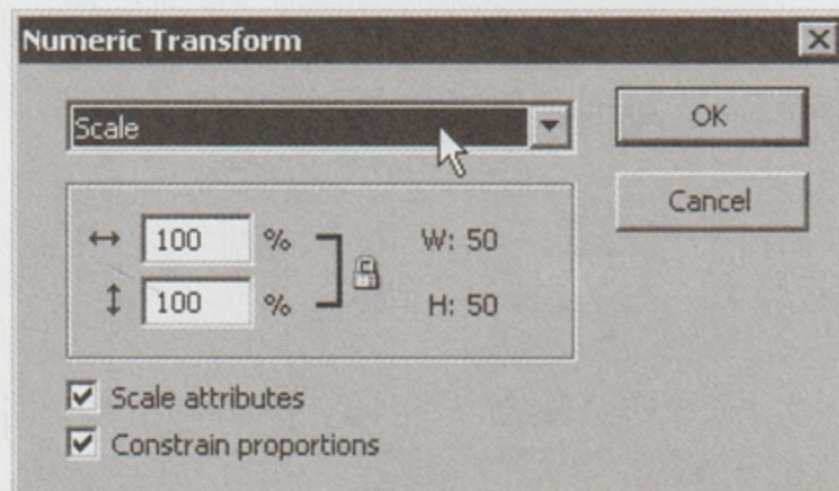 Numeric Transform
Scale
OK
Cancel
100 %
W: 50
100 %
H: 50
Scale attributes
Constrain proportions